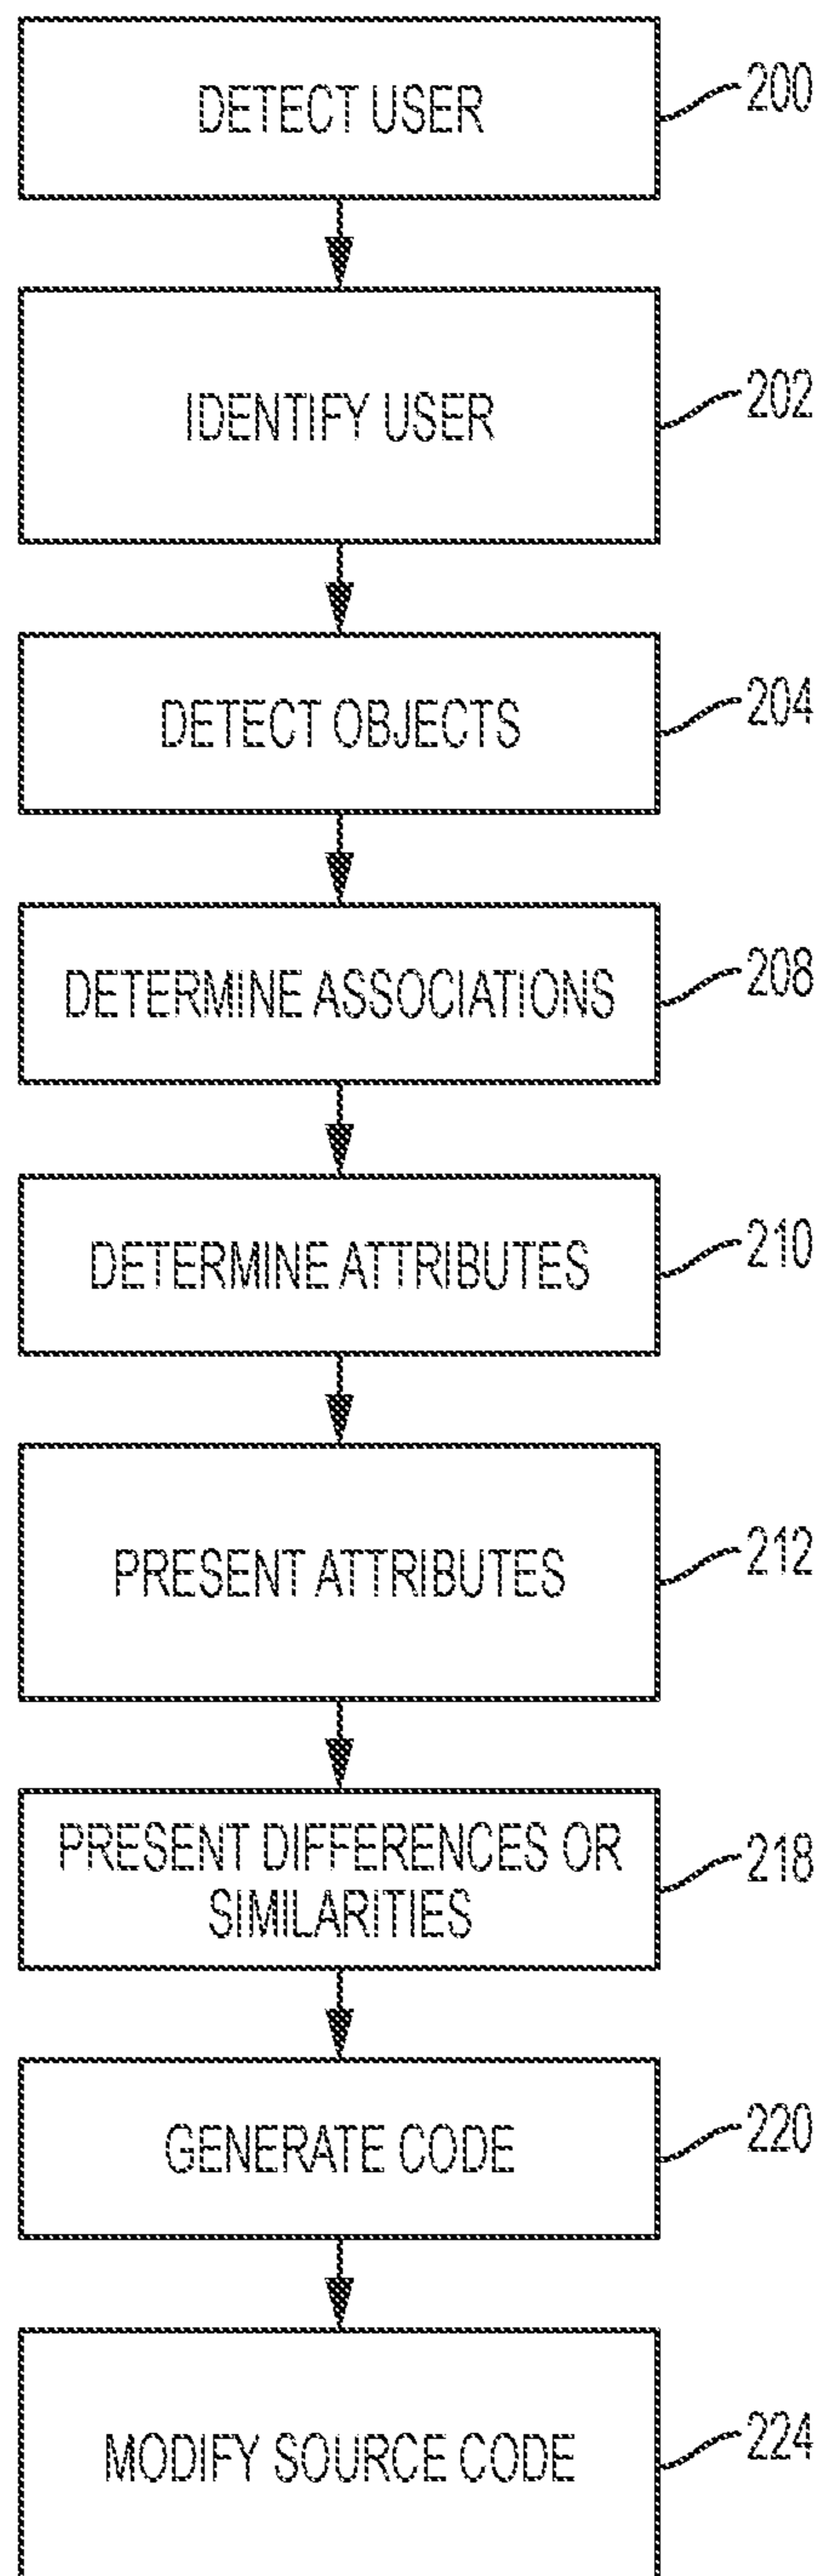 DETECT USER
200
IDENTIFY USER
202
DETECT OBJECTS
204
DETERMINE ASSOCIATIONS
208
DETERMINE ATTRIBUTES
210
PRESENT ATTRIBUTES
212
PRESENT DIFFERENCES OR
SIMILARITIES
218
GENERATE CODE
220
MODIFY SOURCE CODE
224